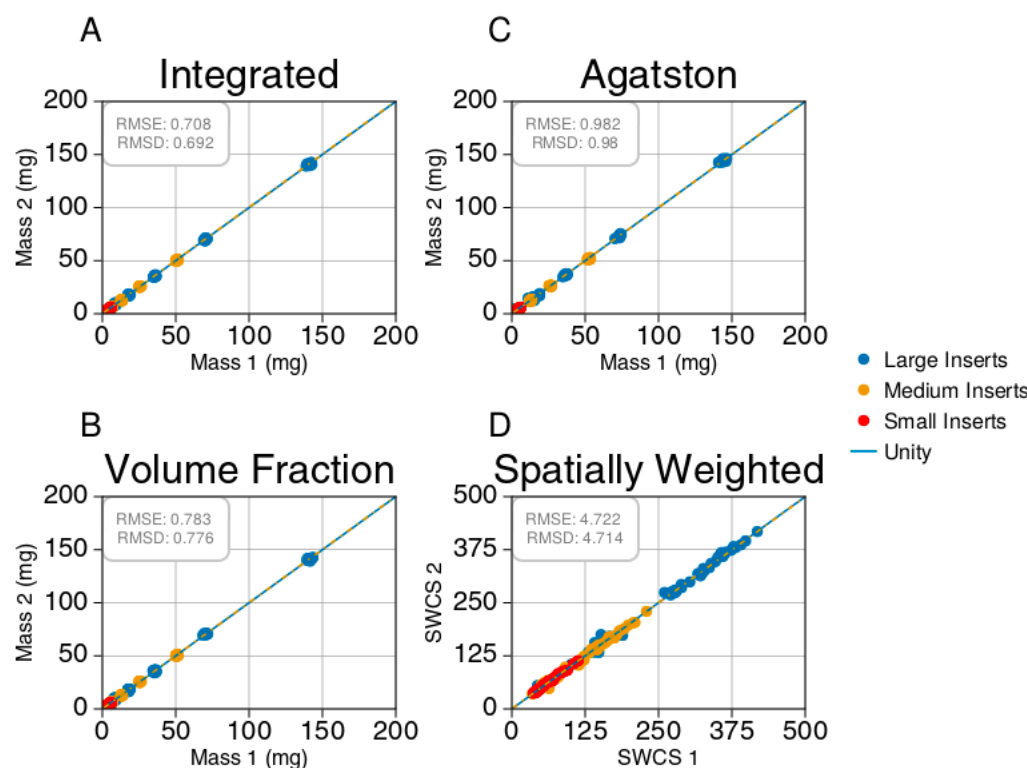 A
Integrated
RMSE: 0.708
RMSD: 0.692
Mass 2 (mg)
200
150
100
50
0
0 50 100 150 200
Mass 1 (mg)
C
Agatston
RMSE: 0.982
RMSD: 0.98
Mass 2 (mg)
200
150
100
50
0
0 50 100 150 200
Mass 1 (mg)
B
Volume Fraction
RMSE: 0.783
RMSD: 0.776
Mass 2 (mg)
200
150
100
50
0
0 50 100 150 200
Mass 1 (mg)
D
Spatially Weighted
RMSE: 4.722
RMSD: 4.714
SWCS 2
500
375
250
125
0
0 125 250 375 500
SWCS 1
Large Inserts
Medium Inserts
Small Inserts
Unity